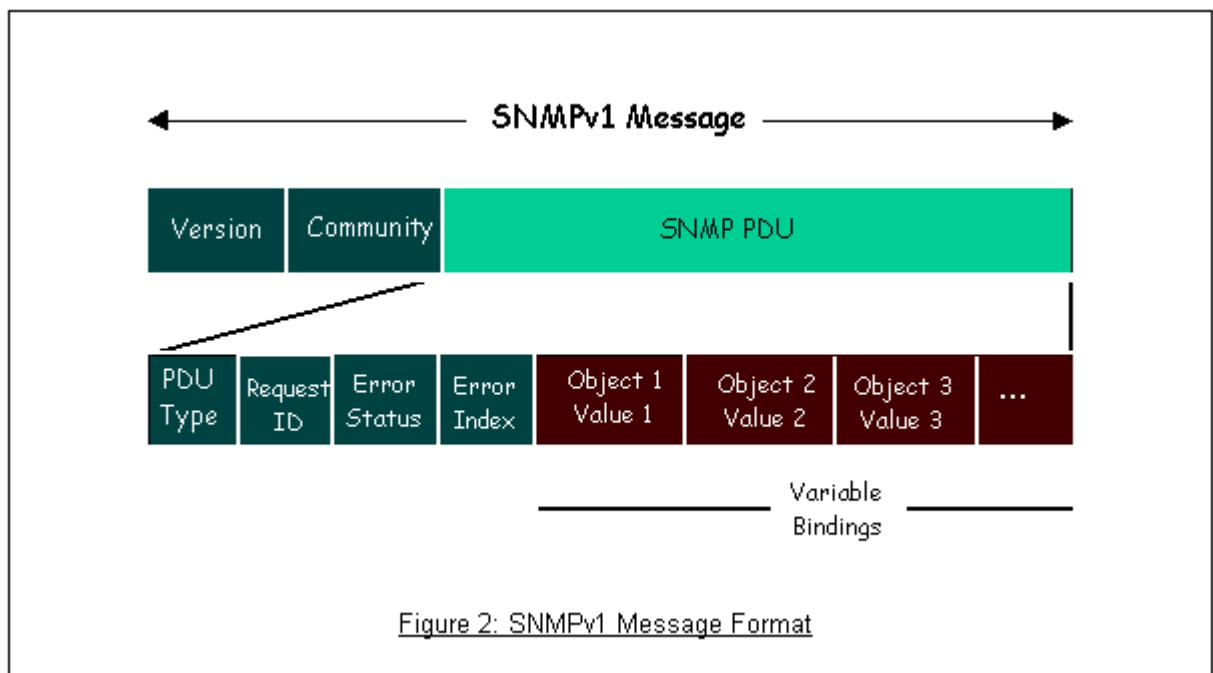 SNMPv1 Message
Version
Community
SNMP PDU
PDU
Type
Request
ID
Error
Status
Error
Index
Object 1
Value 1
Object 2
Value 2
Object 3
Value 3
...
Variable
Bindings
Figure 2: SNMPv1 Message Format